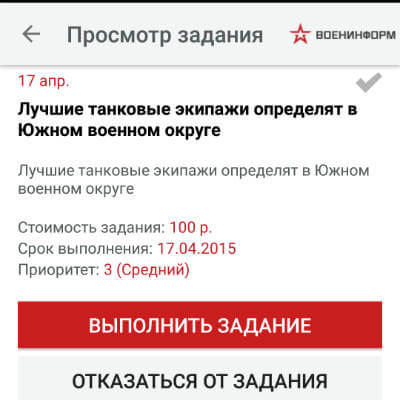 Просмотр задания
ВОЕНИНФОРМ
17 апр.
Лучшие танковые экипажи определят в
Южном военном округе
Лучшие танковые экипажи определят в Южном
военном округе
Стоимость задания: 100 р.
Срок выполнения: 17.04.2015
Приоритет: 3 (Средний)
ВЫПОЛНИТЬ ЗАДАНИЕ
ОТКАЗАТЬСЯ ОТ ЗАДАНИЯ